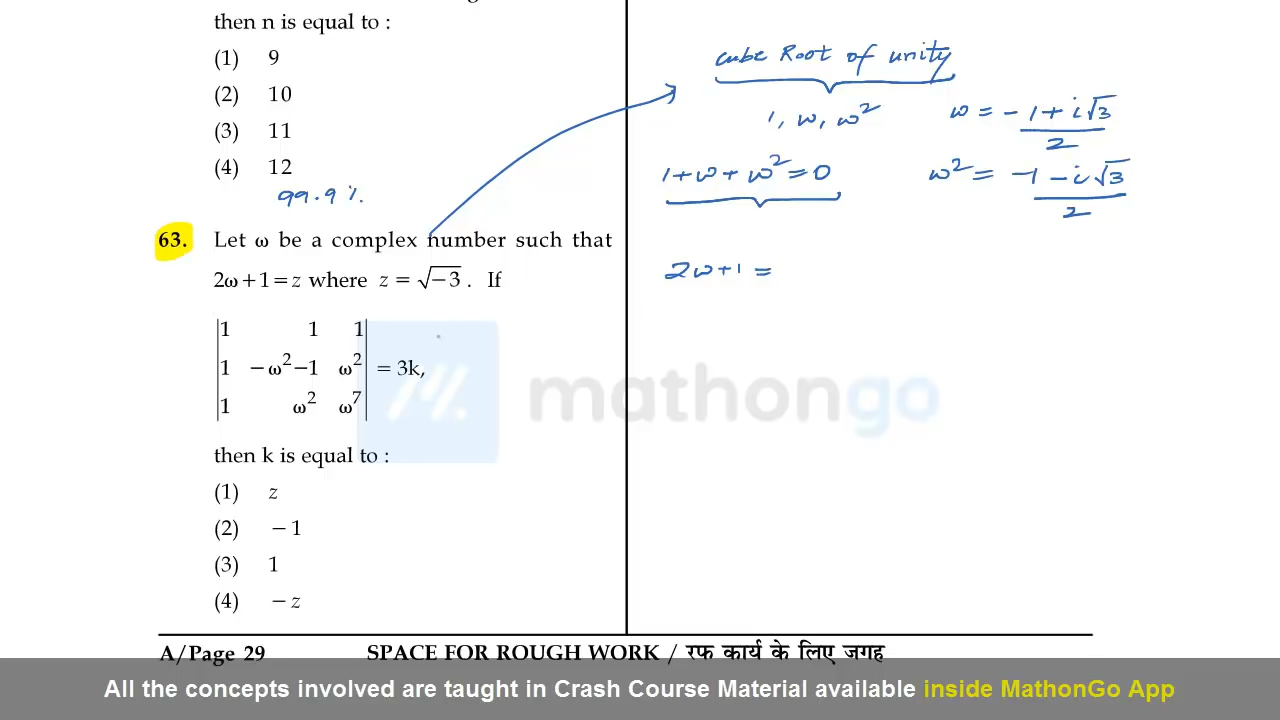 then n is equal to :
(1) 9
(2) 10
(3) 11
(4) 12
99.9 %.
63. Let ω be a complex number such that
2ω+1=z where z = √−3 . If
|1 1 1|
|1 −ω²−1 ω²| = 3k,
|1 ω² ω⁷|
then k is equal to :
(1) z
(2) −1
(3) 1
(4) −z
cube Root of unity
1, ω, ω²
ω = -1 + i√3 / 2
1+ω+ω² = 0
ω² = -1 - i√3 / 2
2ω+1 =
mathongo
A/Page 29 SPACE FOR ROUGH WORK / रफ़ कार्य के लिए जगह
All the concepts involved are taught in Crash Course Material available inside MathonGo App